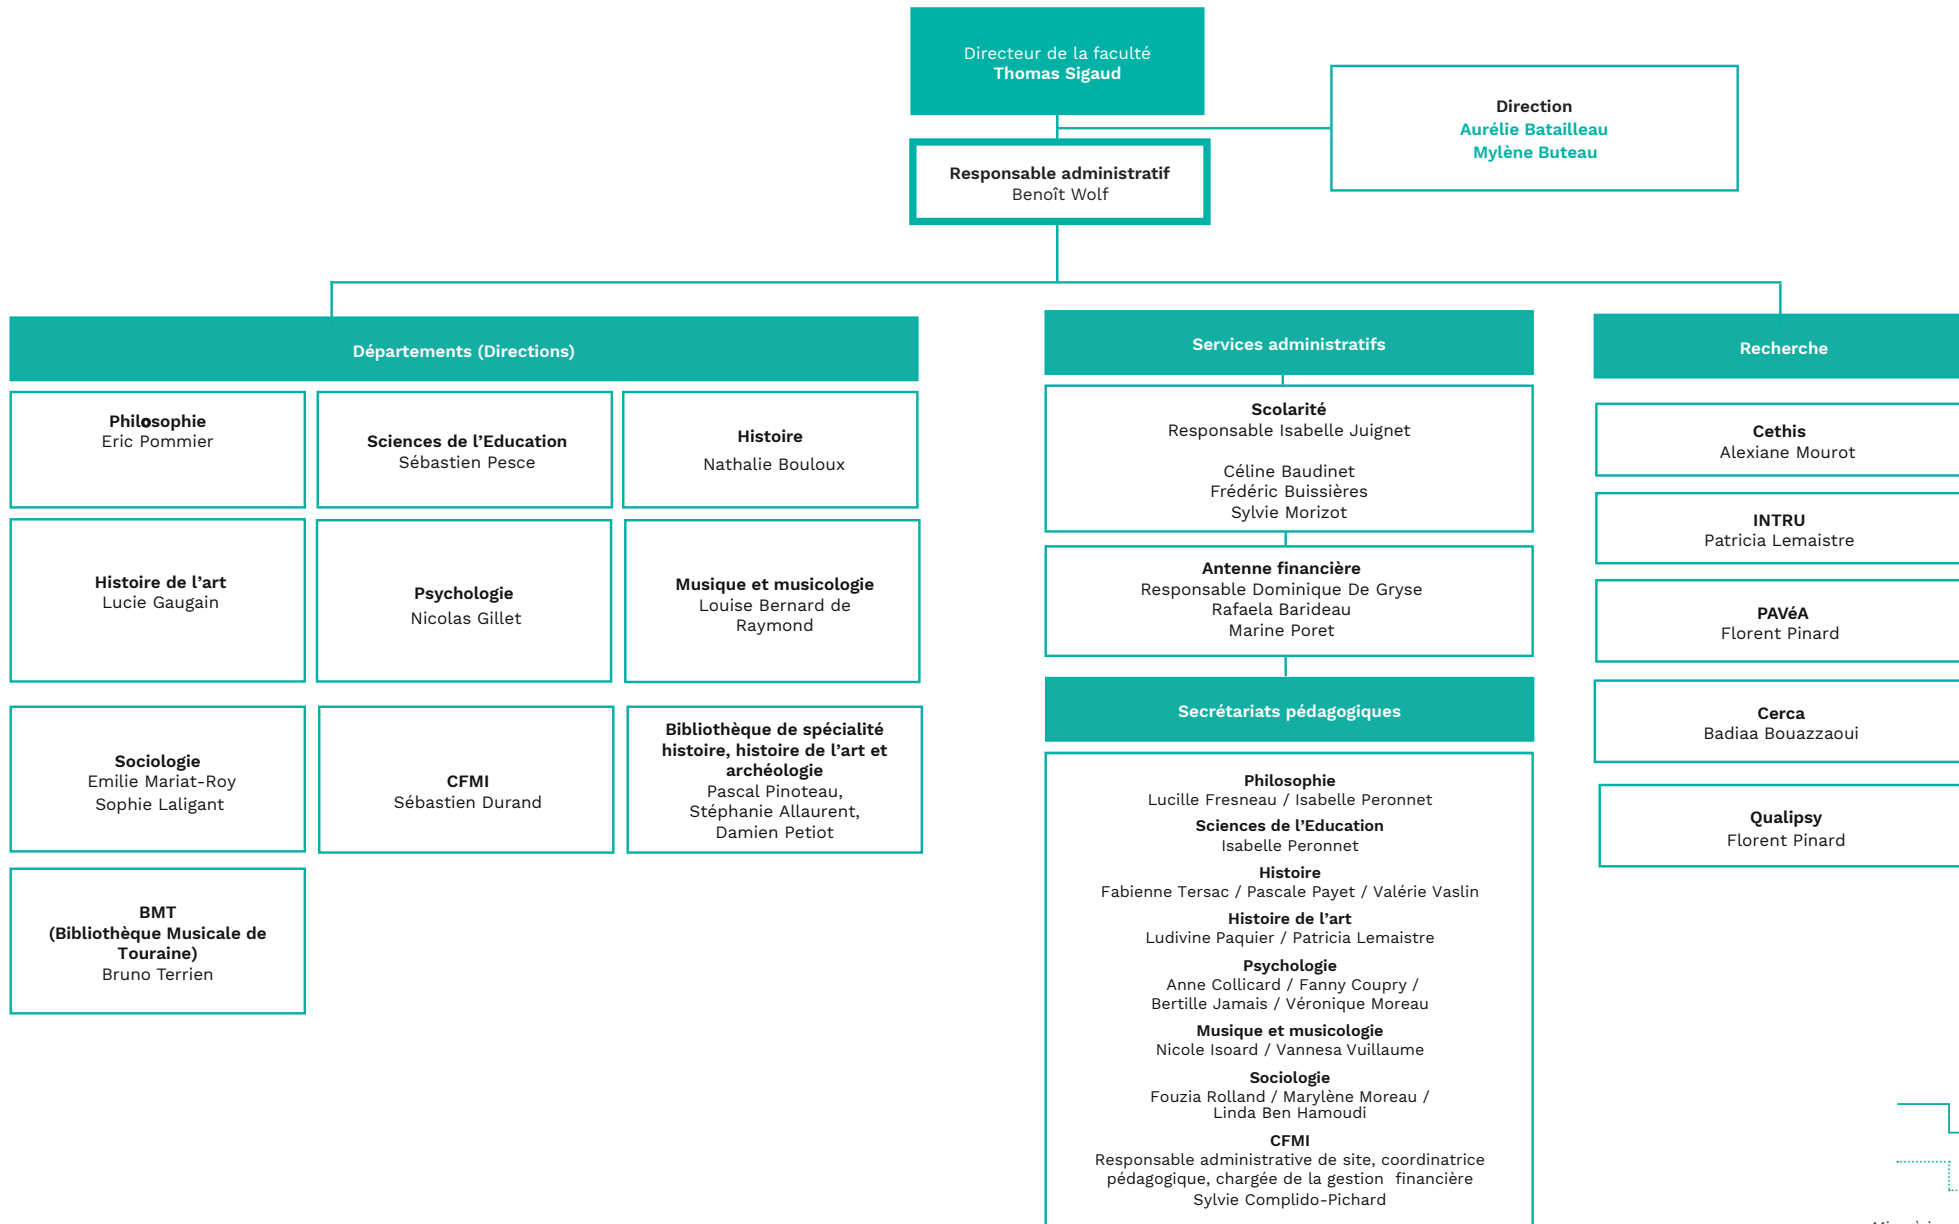 Directeur de la faculté
Thomas Sigaud
Direction
Aurélie Batailleau
Mylène Buteau
Responsable administratif
Benoît Wolf
Départements (Directions)
Philosophie
Eric Pommier
Sciences de l’Education
Sébastien Pesce
Histoire
Nathalie Bouloux
Histoire de l’art
Lucie Gaugain
Psychologie
Nicolas Gillet
Musique et musicologie
Louise Bernard de
Raymond
Sociologie
Emilie Mariat-Roy
Sophie Laligant
CFMI
Sébastien Durand
Bibliothèque de spécialité
histoire, histoire de l’art et
archéologie
Pascal Pinoteau,
Stéphanie Allaurent,
Damien Petiot
BMT
(Bibliothèque Musicale de
Touraine)
Bruno Terrien
Services administratifs
Scolarité
Responsable Isabelle Juignet
Céline Baudinet
Frédéric Buissières
Sylvie Morizot
Antenne financière
Responsable Dominique De Gryse
Rafaela Barideau
Marine Poret
Secrétariats pédagogiques
Philosophie
Lucille Fresneau / Isabelle Peronnet
Sciences de l’Education
Isabelle Peronnet
Histoire
Fabienne Tersac / Pascale Payet / Valérie Vaslin
Histoire de l’art
Ludivine Paquier / Patricia Lemaistre
Psychologie
Anne Collicard / Fanny Coupry /
Bertille Jamais / Véronique Moreau
Musique et musicologie
Nicole Isoard / Vannesa Vuillaume
Sociologie
Fouzia Rolland / Marylène Moreau /
Linda Ben Hamoudi
CFMI
Responsable administrative de site, coordinatrice
pédagogique, chargée de la gestion financière
Sylvie Complido-Pichard
Recherche
Cethis
Alexiane Mourot
INTRU
Patricia Lemaistre
PAVéA
Florent Pinard
Cerca
Badiaa Bouazzaoui
Qualipsy
Florent Pinard